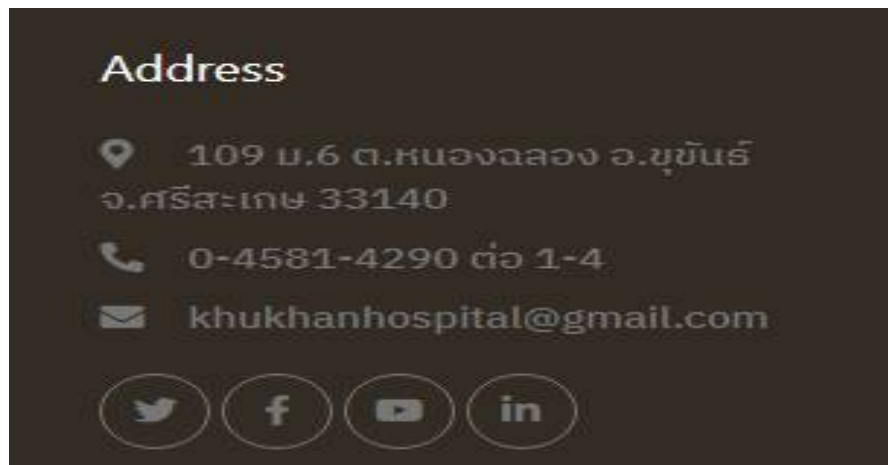 Address
109 ม.6 ต.หนองฉลอง อ.ขุขันธ์
จ.ศรีสะเกษ 33140
0-4581-4290 ต่อ 1-4
khukhanhospital@gmail.com